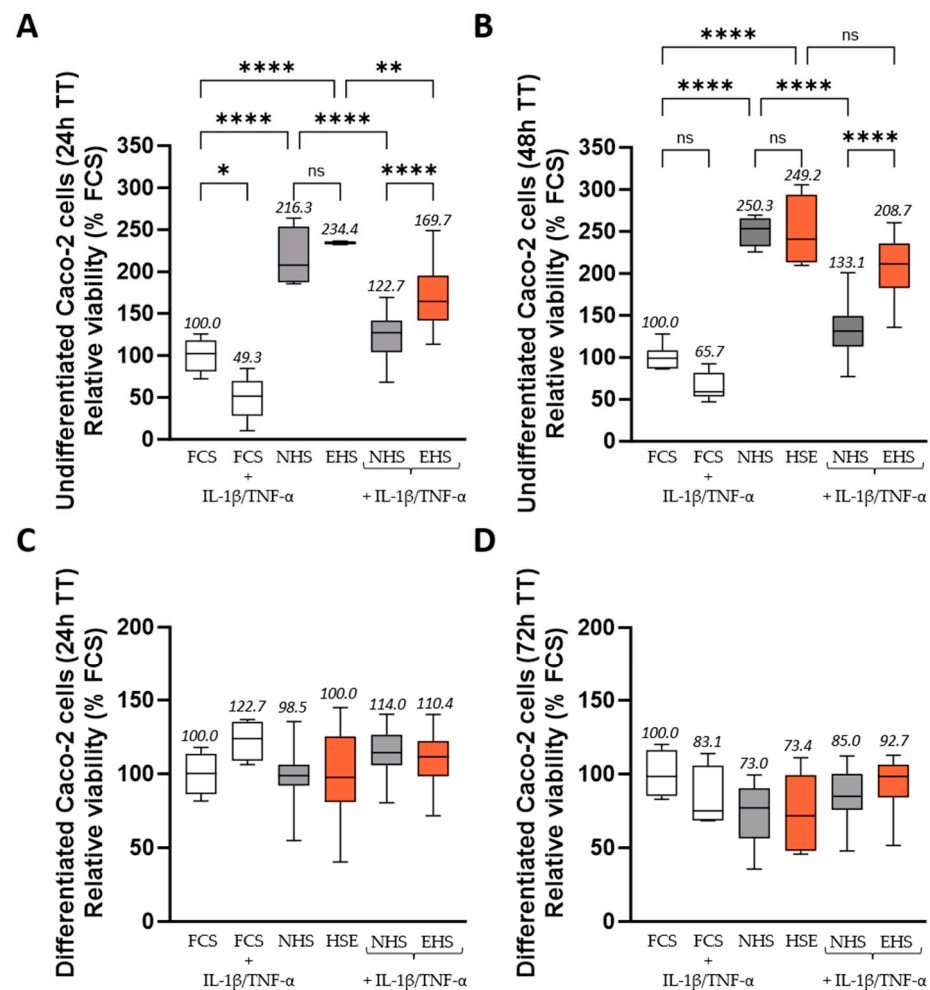 A
Undifferentiated Caco-2 cells (24h TT)
Relative viability (% FCS)
**** **
**** ****
* ns ****
350
300
250
200
150
100
50
0
100.0 49.3 216.3 234.4 122.7 169.7
FCS FCS NHS EHS NHS EHS
+
IL-1β/TNF-α + IL-1β/TNF-α
B
Undifferentiated Caco-2 cells (48h TT)
Relative viability (% FCS)
**** ns
**** ****
ns ns ****
350
300
250
200
150
100
50
0
100.0 65.7 250.3 249.2 133.1 208.7
FCS FCS NHS HSE NHS EHS
+
IL-1β/TNF-α + IL-1β/TNF-α
C
Differentiated Caco-2 cells (24h TT)
Relative viability (% FCS)
200
150
100
50
0
100.0 122.7 98.5 100.0 114.0 110.4
FCS FCS NHS HSE NHS EHS
+
IL-1β/TNF-α + IL-1β/TNF-α
D
Differentiated Caco-2 cells (72h TT)
Relative viability (% FCS)
200
150
100
50
0
100.0 83.1 73.0 73.4 85.0 92.7
FCS FCS NHS HSE NHS EHS
+
IL-1β/TNF-α + IL-1β/TNF-α